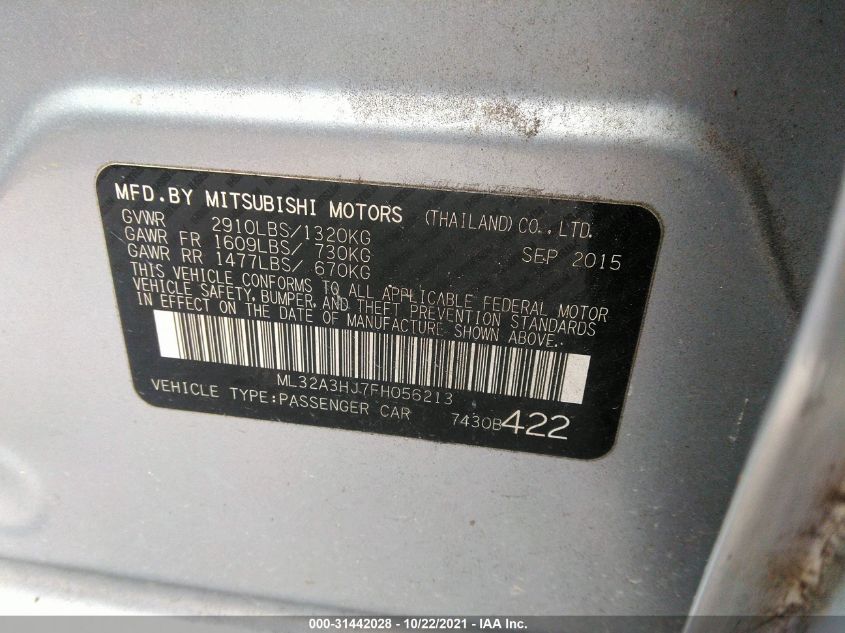 MFD.BY MITSUBISHI MOTORS (THAILAND) CO.,LTD.
GVWR 2910LBS/1320KG
GAWR FR 1609LBS/ 730KG SEP 2015
GAWR RR 1477LBS/ 670KG
THIS VEHICLE CONFORMS TO ALL APPLICABLE FEDERAL MOTOR
VEHICLE SAFETY, BUMPER, AND THEFT PREVENTION STANDARDS
IN EFFECT ON THE DATE OF MANUFACTURE SHOWN ABOVE.
ML32A3HJ7FH056213
VEHICLE TYPE:PASSENGER CAR 7430B422
000-31442028 - 10/22/2021 - IAA Inc.